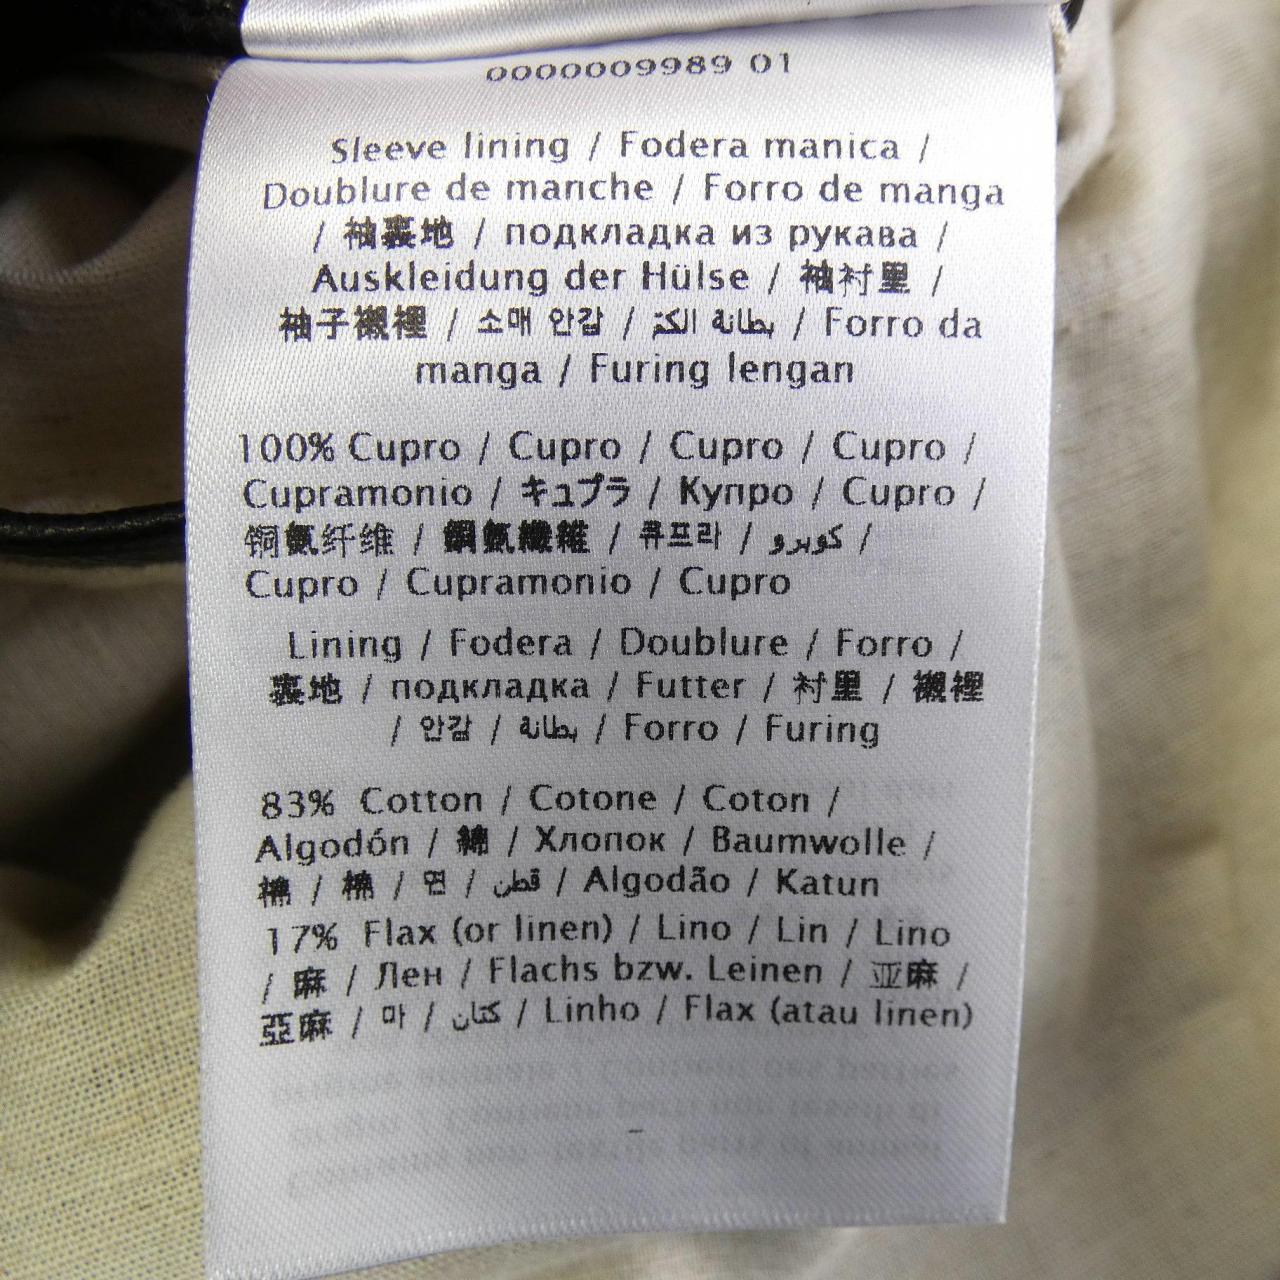 0000009989 01
Sleeve lining / Fodera manica /
Doublure de manche / Forro de manga
/ 袖裏地 / подкладка из рукава /
Auskleidung der Hülse / 袖衬里 /
袖子襯裡 / 소매 안감 / بطانة الكم / Forro da
manga / Furing lengan
100% Cupro / Cupro / Cupro / Cupro /
Cupramonio / キュプラ / Купро / Cupro /
铜氨纤维 / 銅氨纖維 / 큐프라 / كوبرو /
Cupro / Cupramonio / Cupro
Lining / Fodera / Doublure / Forro /
裏地 / подкладка / Futter / 衬里 / 襯裡
/ 안감 / بطانة / Forro / Furing
83% Cotton / Cotone / Coton /
Algodón / 綿 / Хлопок / Baumwolle /
棉 / 棉 / 면 / قطن / Algodão / Katun
17% Flax (or linen) / Lino / Lin / Lino
/ 麻 / Лен / Flachs bzw. Leinen / 亚麻 /
亞麻 / 마 / كتان / Linho / Flax (atau linen)